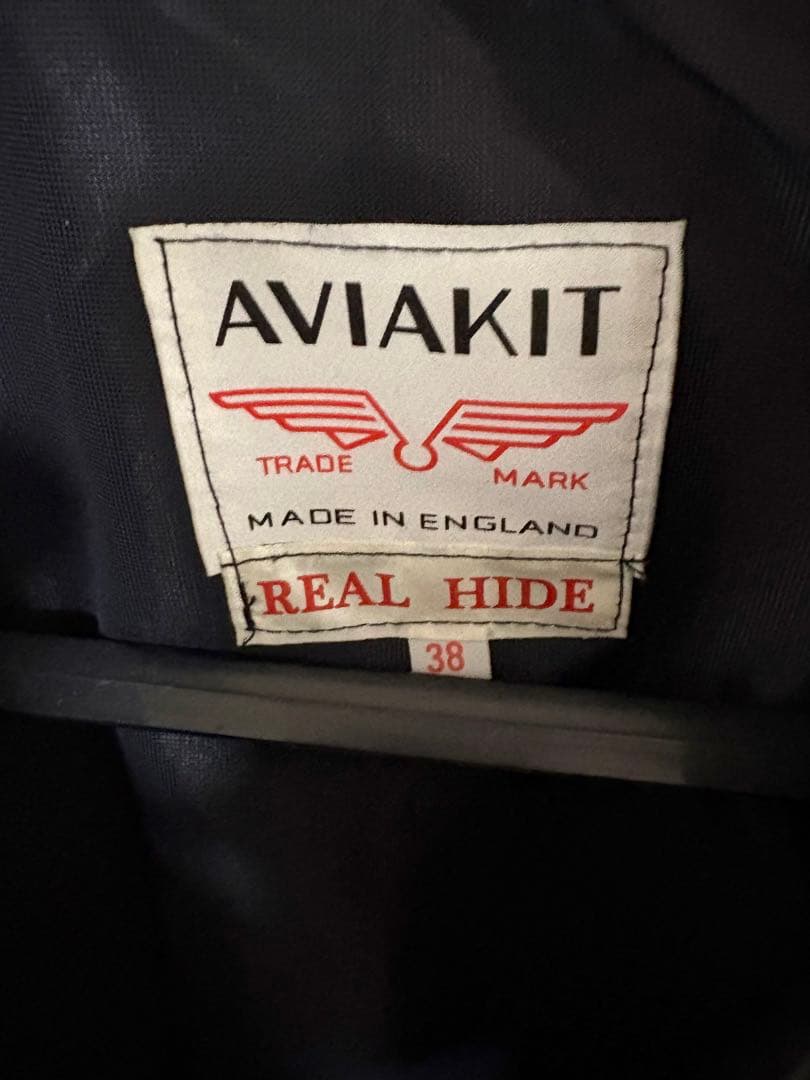 AVIAKIT
TRADE MARK
MADE IN ENGLAND
REAL HIDE
38